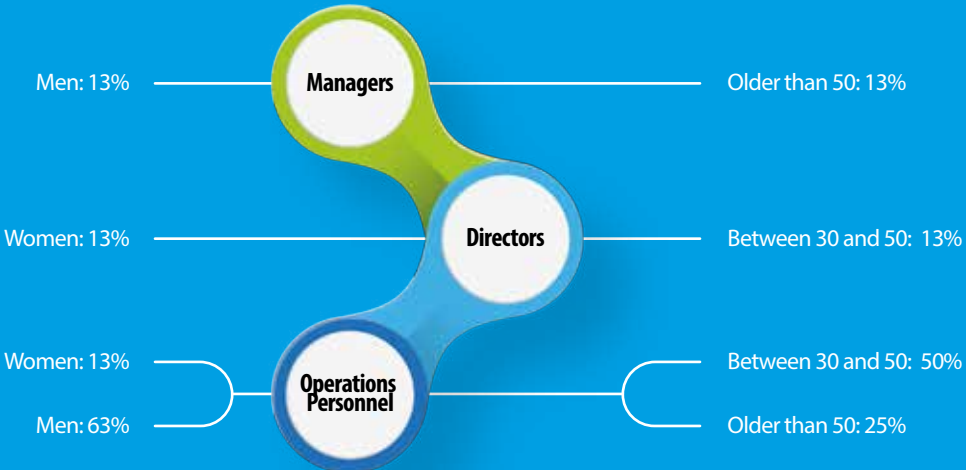 Men: 13%
Managers
Older than 50: 13%
Women: 13%
Directors
Between 30 and 50: 13%
Women: 13%
Men: 63%
Operations
Personnel
Between 30 and 50: 50%
Older than 50: 25%